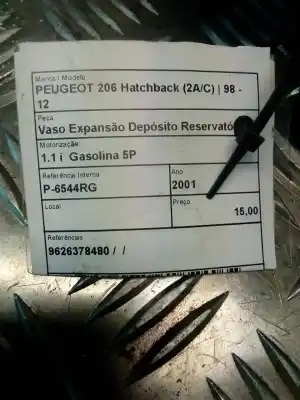 Marca / Modelo
PEUGEOT 206 Hatchback (2A/C) | 98 -
12
Peça
Vaso Expansão Depósito Reservató
Motorização
1.1 i Gasolina 5P
Referência Interna
P-6544RG
Ano
2001
Local
Preço
15,00
Referências
9626378480 / /